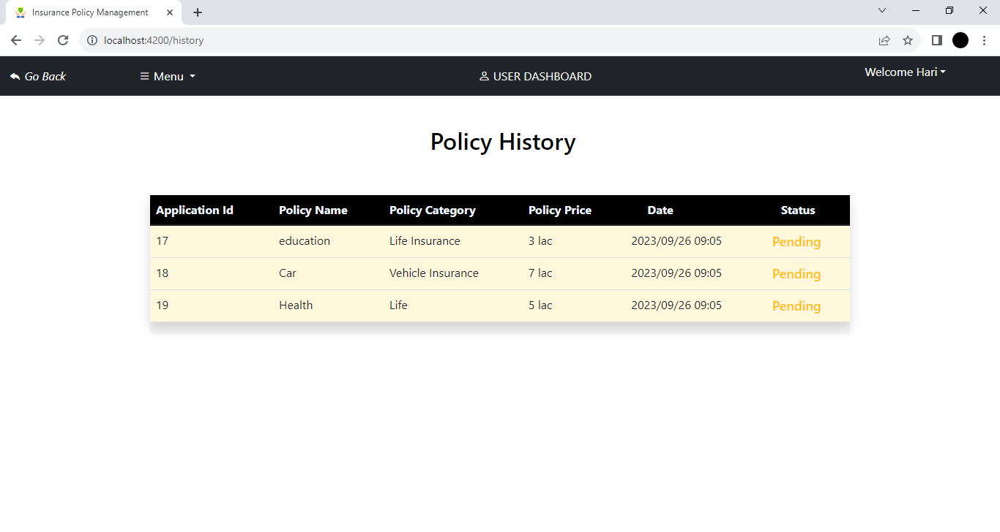 Insurance Policy Management
localhost:4200/history
Go Back Menu USER DASHBOARD Welcome Hari
Policy History
Application Id Policy Name Policy Category Policy Price Date Status
17 education Life Insurance 3 lac 2023/09/26 09:05 Pending
18 Car Vehicle Insurance 7 lac 2023/09/26 09:05 Pending
19 Health Life 5 lac 2023/09/26 09:05 Pending